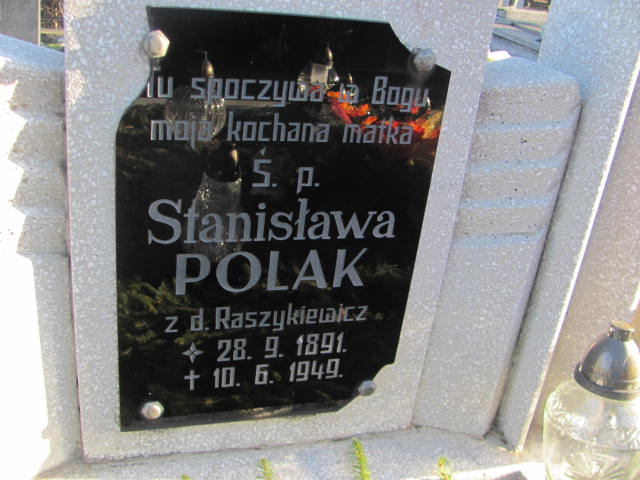 Tu spoczywa w Bogu
moja kochana matka
Ś. p.
Stanisława
POLAK
z d. Raszykiewicz
28. 9. 1891.
† 10. 6. 1949.